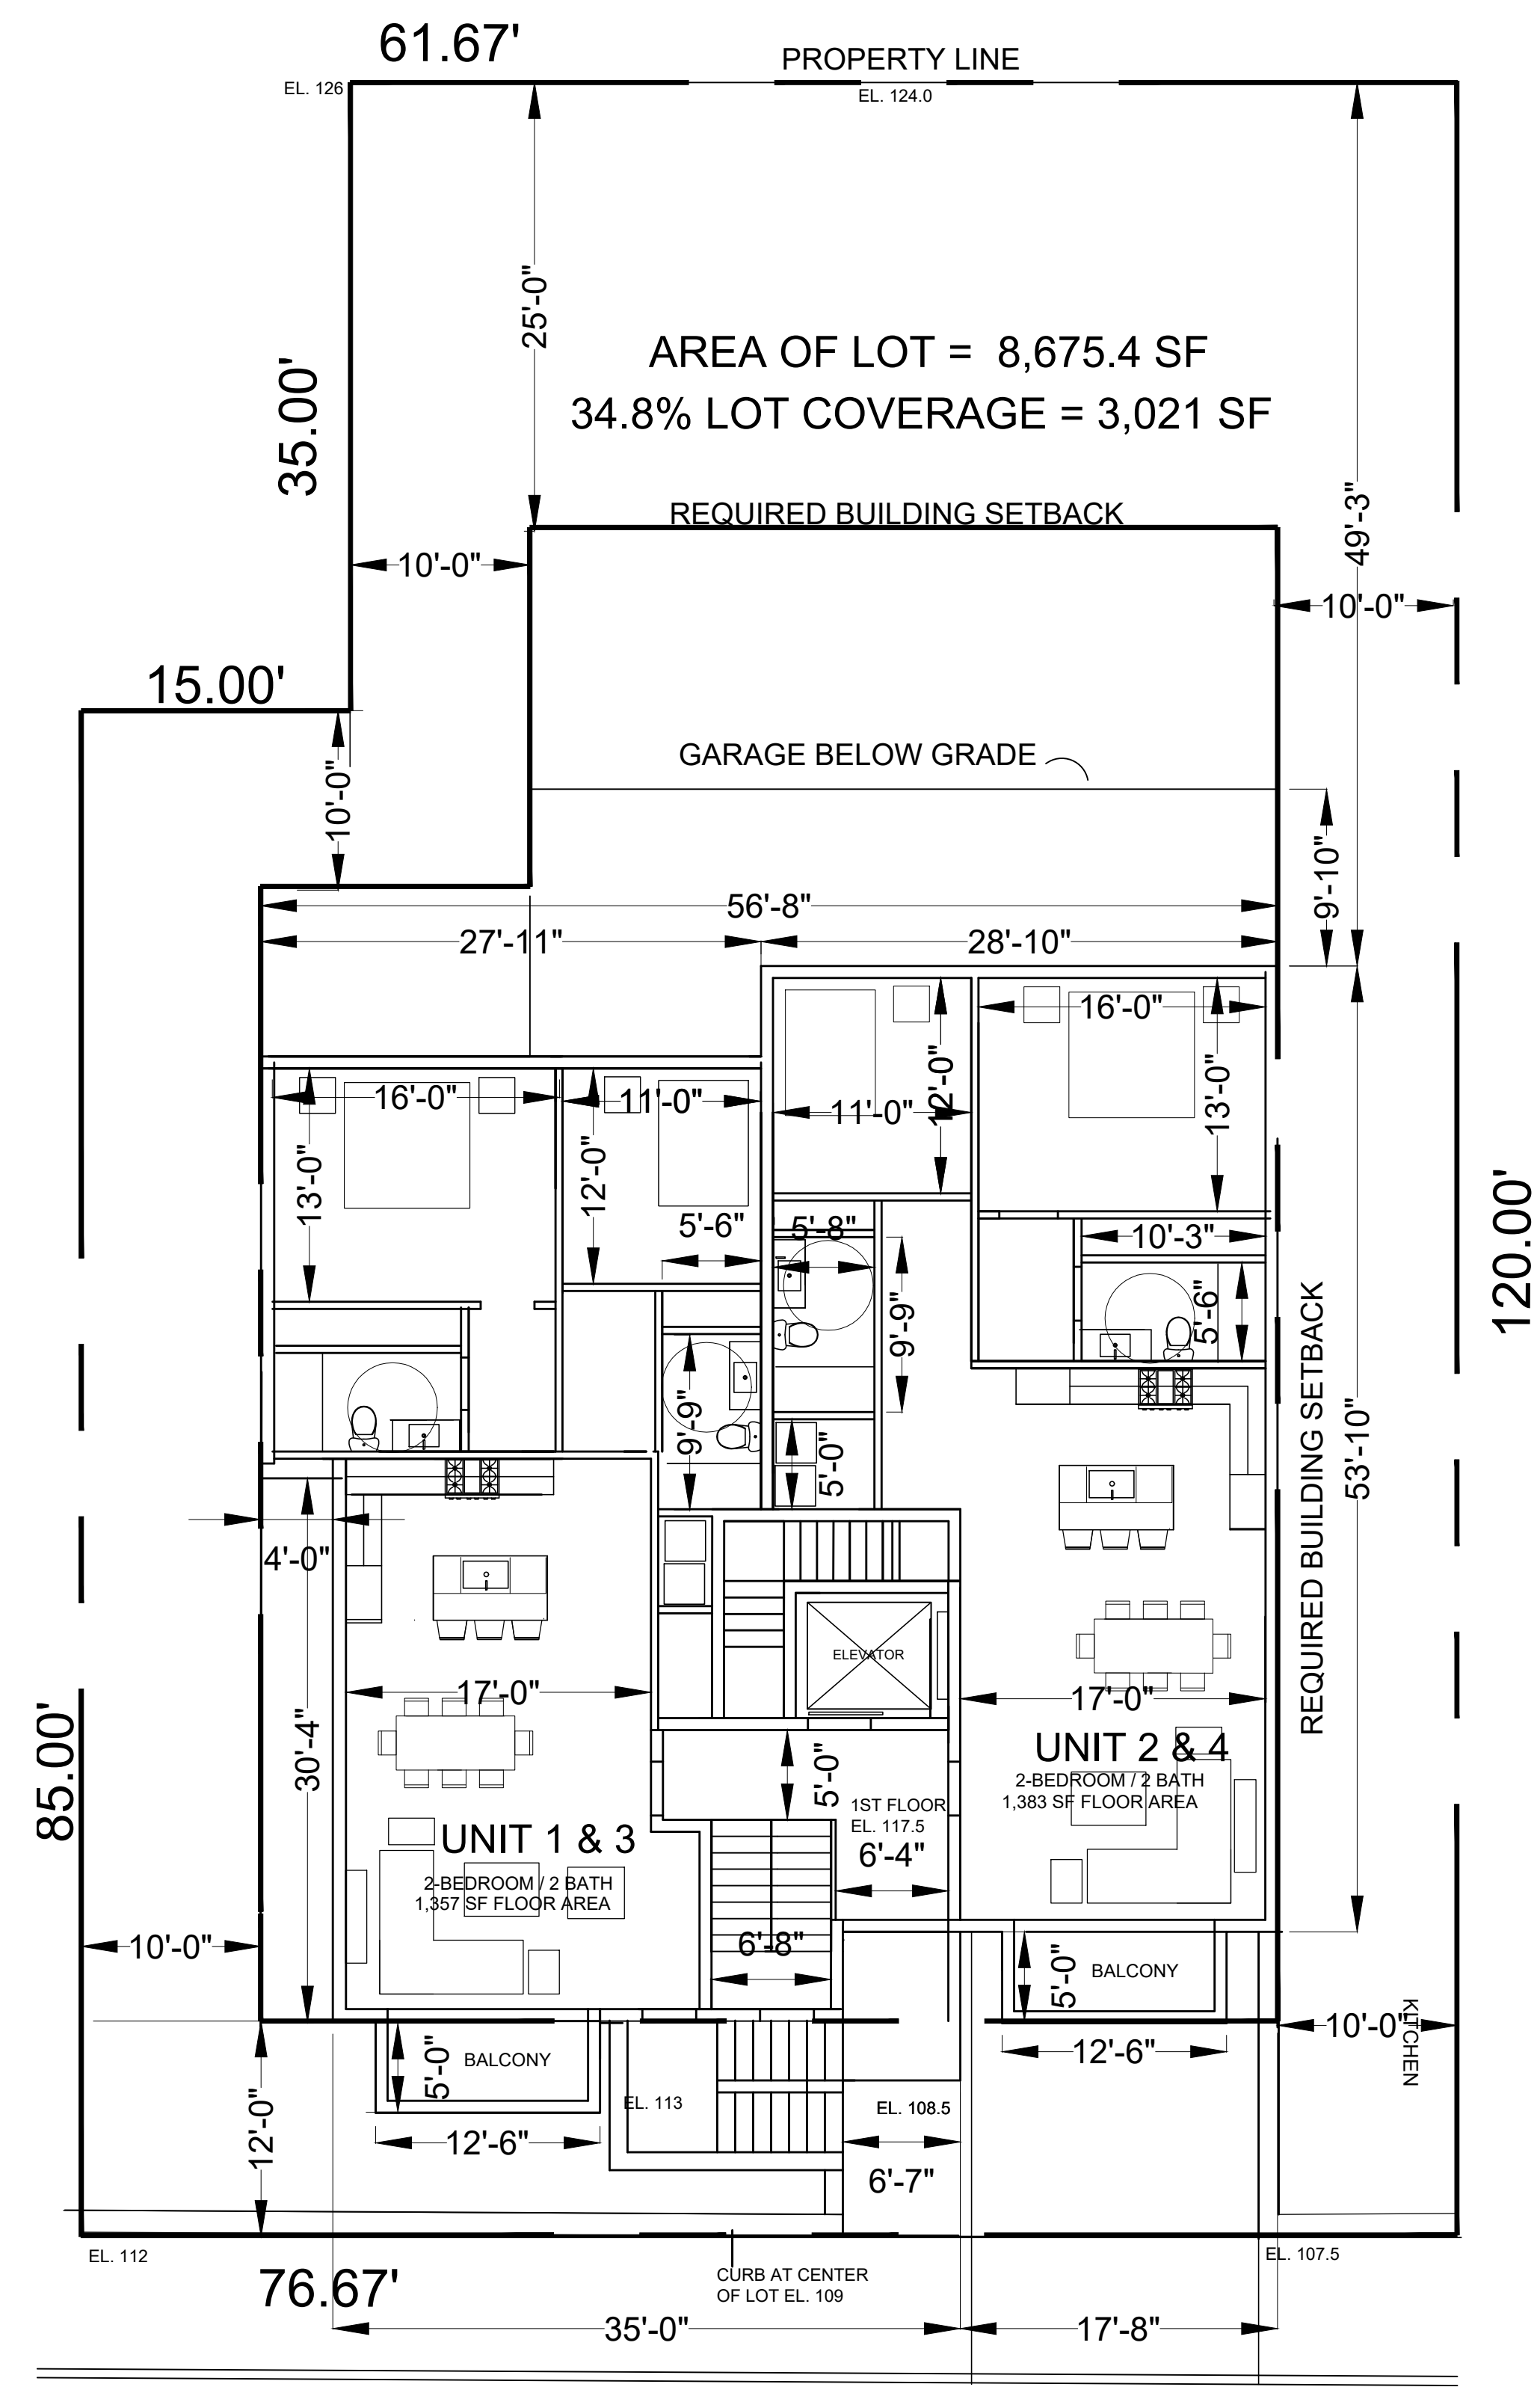 61.67'
PROPERTY LINE
EL. 126
EL. 124.0
25'-0"
AREA OF LOT = 8,675.4 SF
34.8% LOT COVERAGE = 3,021 SF
35.00'
49'-3"
REQUIRED BUILDING SETBACK
10'-0"
10'-0"
15.00'
GARAGE BELOW GRADE
10'-0"
9'-10"
56'-8"
27'-11"
28'-10"
16'-0"
12'-0"
13'-0"
16'-0"
11'-0"
11'-0"
13'-0"
12'-0"
5'-6"
5'-8"
10'-3"
120.00'
9'-9"
5'-6"
REQUIRED BUILDING SETBACK
9'-9"
5'-0"
53'-10"
4'-0"
ELEVATOR
17'-0"
17'-0"
30'-4"
85.00'
UNIT 2 & 4
2-BEDROOM / 2 BATH
1,383 SF FLOOR AREA
5'-0"
1ST FLOOR
EL. 117.5
UNIT 1 & 3
2-BEDROOM / 2 BATH
1,357 SF FLOOR AREA
6'-4"
10'-0"
6'-8"
5'-0"
BALCONY
10'-0"
KITCHEN
12'-6"
5'-0"
BALCONY
EL. 113
EL. 108.5
12'-0"
12'-6"
6'-7"
EL. 112
EL. 107.5
76.67'
CURB AT CENTER
OF LOT EL. 109
35'-0"
17'-8"